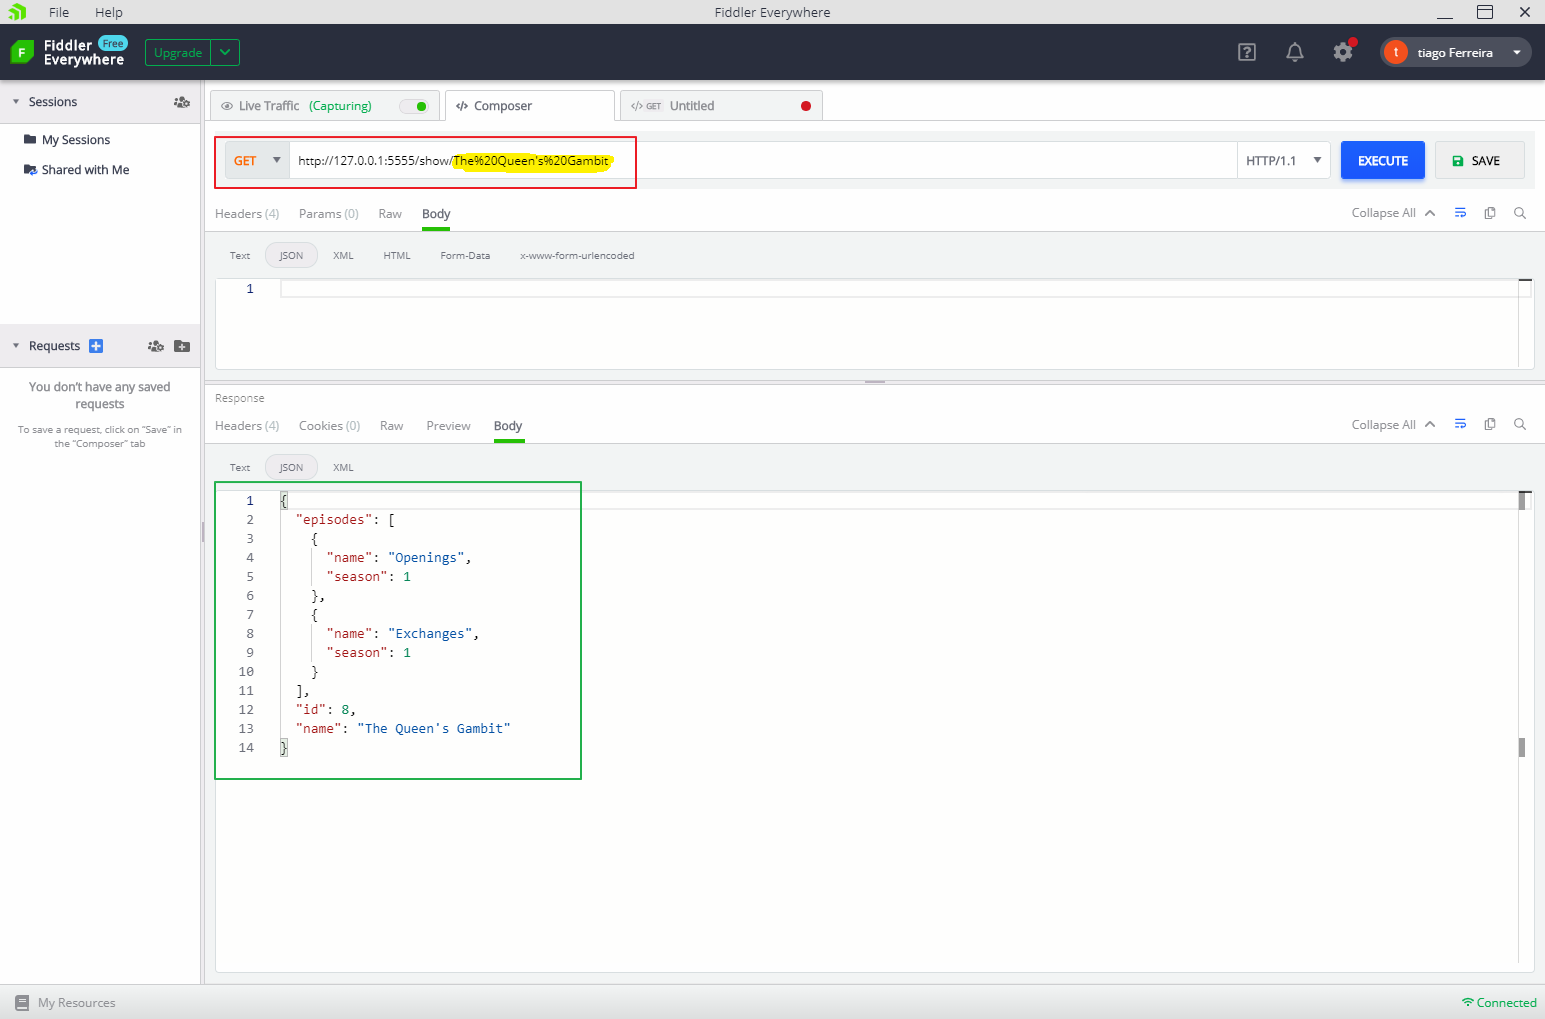 File Help Fiddler Everywhere
Fiddler Free
Everywhere
Upgrade
t tiago Ferreira
Sessions
My Sessions
Shared with Me
Live Traffic (Capturing)
</> Composer
</> GET Untitled
GET http://127.0.0.1:5555/show/The%20Queen's%20Gambit HTTP/1.1 EXECUTE SAVE
Headers (4) Params (0) Raw Body Collapse All
Text JSON XML HTML Form-Data x-www-form-urlencoded
1
Requests
You don't have any saved
requests
To save a request, click on "Save" in
the "Composer" tab
Response
Headers (4) Cookies (0) Raw Preview Body Collapse All
Text JSON XML
1 {
2 "episodes": [
3 {
4 "name": "Openings",
5 "season": 1
6 },
7 {
8 "name": "Exchanges",
9 "season": 1
10 }
11 ],
12 "id": 8,
13 "name": "The Queen's Gambit"
14 }
My Resources Connected